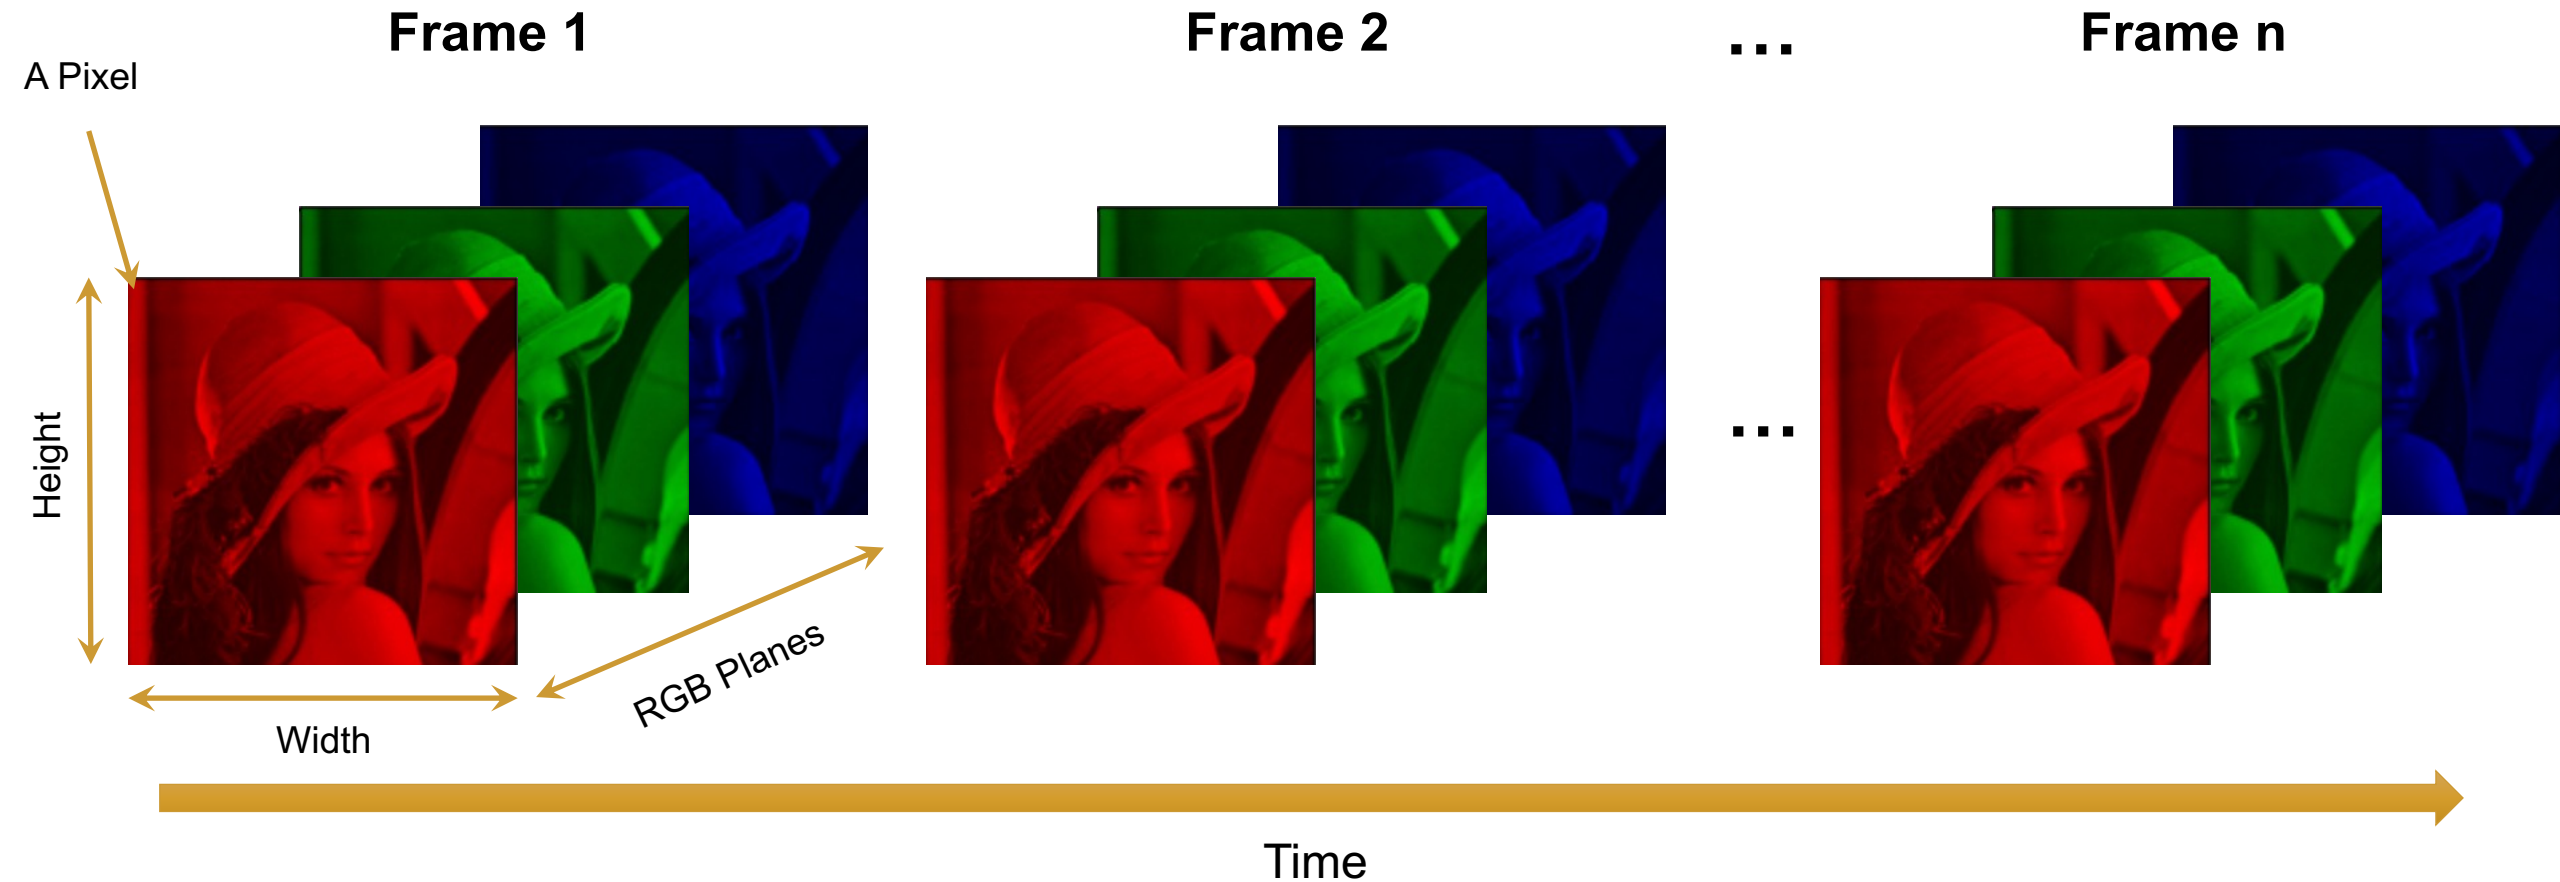 Frame 1
Frame 2
...
Frame n
A Pixel
Height
...
RGB Planes
Width
Time